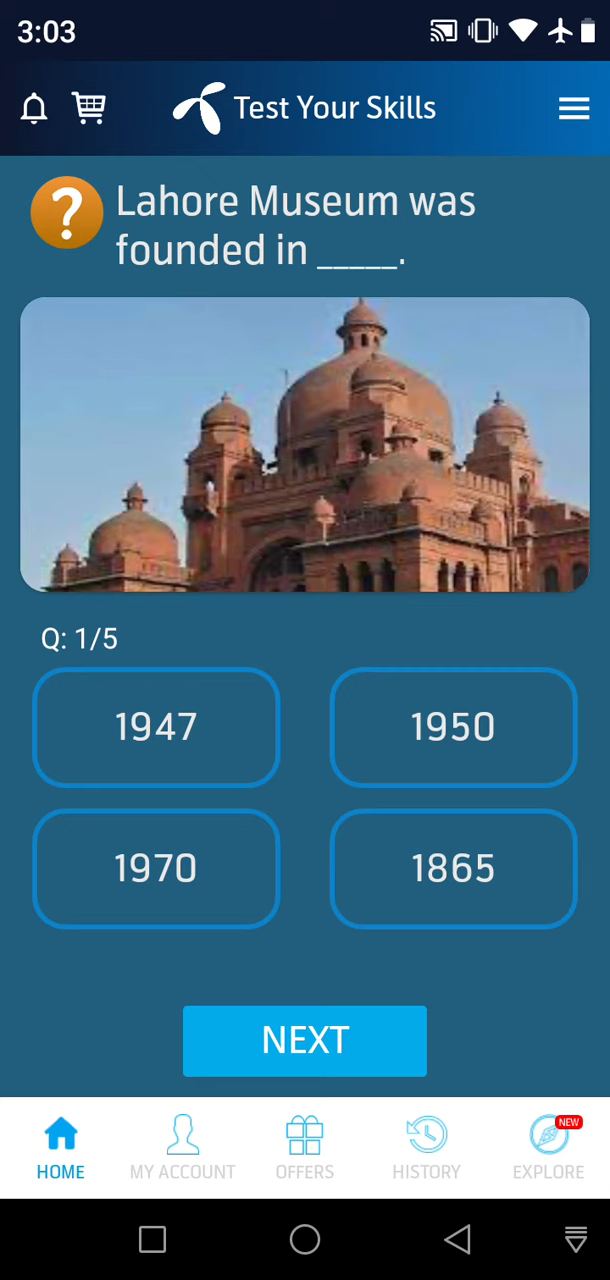 3:03
Test Your Skills
? Lahore Museum was
founded in _____.
Q: 1/5
1947 1950
1970 1865
NEXT
NEW
HOME MY ACCOUNT OFFERS HISTORY EXPLORE